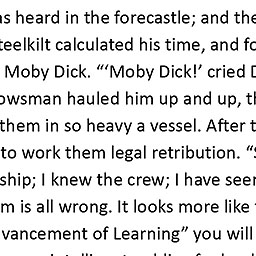 s heard in the forecastle; and the
teelkilt calculated his time, and fo
Moby Dick. “‘Moby Dick!’ cried D
owsman hauled him up and up, th
them in so heavy a vessel. After t
to work them legal retribution. “S
ship; I knew the crew; I have seen
m is all wrong. It looks more like
vancement of Learning” you will